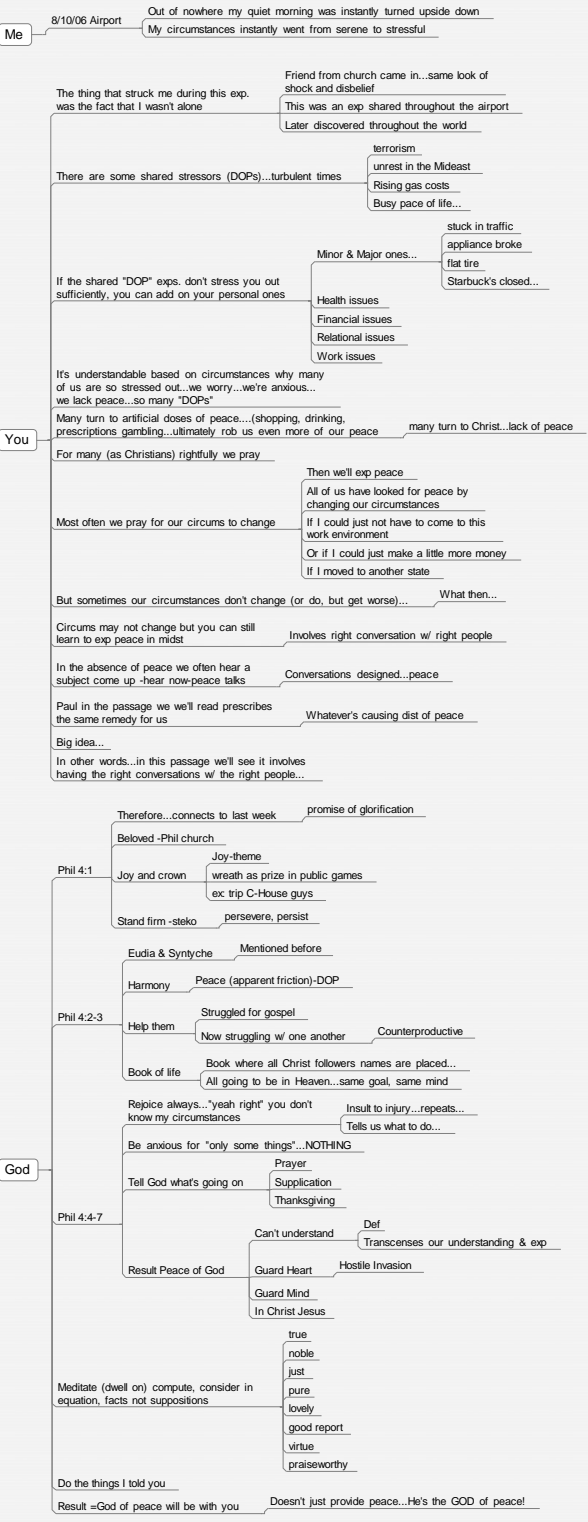 Me
8/10/06 Airport
Out of nowhere my quiet morning was instantly turned upside down
My circumstances instantly went from serene to stressful
You
The thing that struck me during this exp.
was the fact that I wasn't alone
Friend from church came in...same look of
shock and disbelief
This was an exp shared throughout the airport
Later discovered throughout the world
There are some shared stressors (DOPs)...turbulent times
terrorism
unrest in the Mideast
Rising gas costs
Busy pace of life...
If the shared "DOP" exps. don't stress you out
sufficiently, you can add on your personal ones
Minor & Major ones...
stuck in traffic
appliance broke
flat tire
Starbuck's closed...
Health issues
Financial issues
Relational issues
Work issues
It's understandable based on circumstances why many
of us are so stressed out...we worry...we're anxious...
we lack peace...so many "DOPs"
Many turn to artificial doses of peace....(shopping, drinking,
prescriptions gambling...ultimately rob us even more of our peace
many turn to Christ...lack of peace
For many (as Christians) rightfully we pray
Most often we pray for our circums to change
Then we'll exp peace
All of us have looked for peace by
changing our circumstances
If I could just not have to come to this
work environment
Or if I could just make a little more money
If I moved to another state
But sometimes our circumstances don't change (or do, but get worse)...
What then...
Circums may not change but you can still
learn to exp peace in midst
Involves right conversation w/ right people
In the absence of peace we often hear a
subject come up -hear now-peace talks
Conversations designed...peace
Paul in the passage we we'll read prescribes
the same remedy for us
Whatever's causing dist of peace
Big idea...
In other words...in this passage we'll see it involves
having the right conversations w/ the right people...
God
Phil 4:1
Therefore...connects to last week
promise of glorification
Beloved -Phil church
Joy and crown
Joy-theme
wreath as prize in public games
ex: trip C-House guys
Stand firm -steko
persevere, persist
Phil 4:2-3
Eudia & Syntyche
Mentioned before
Harmony
Peace (apparent friction)-DOP
Help them
Struggled for gospel
Now struggling w/ one another
Counterproductive
Book of life
Book where all Christ followers names are placed...
All going to be in Heaven...same goal, same mind
Phil 4:4-7
Rejoice always..."yeah right" you don't
know my circumstances
Insult to injury...repeats...
Tells us what to do...
Be anxious for "only some things"...NOTHING
Tell God what's going on
Prayer
Supplication
Thanksgiving
Result Peace of God
Can't understand
Def
Transcenses our understanding & exp
Guard Heart
Hostile Invasion
Guard Mind
In Christ Jesus
Meditate (dwell on) compute, consider in
equation, facts not suppositions
true
noble
just
pure
lovely
good report
virtue
praiseworthy
Do the things I told you
Result =God of peace will be with you
Doesn't just provide peace...He's the GOD of peace!